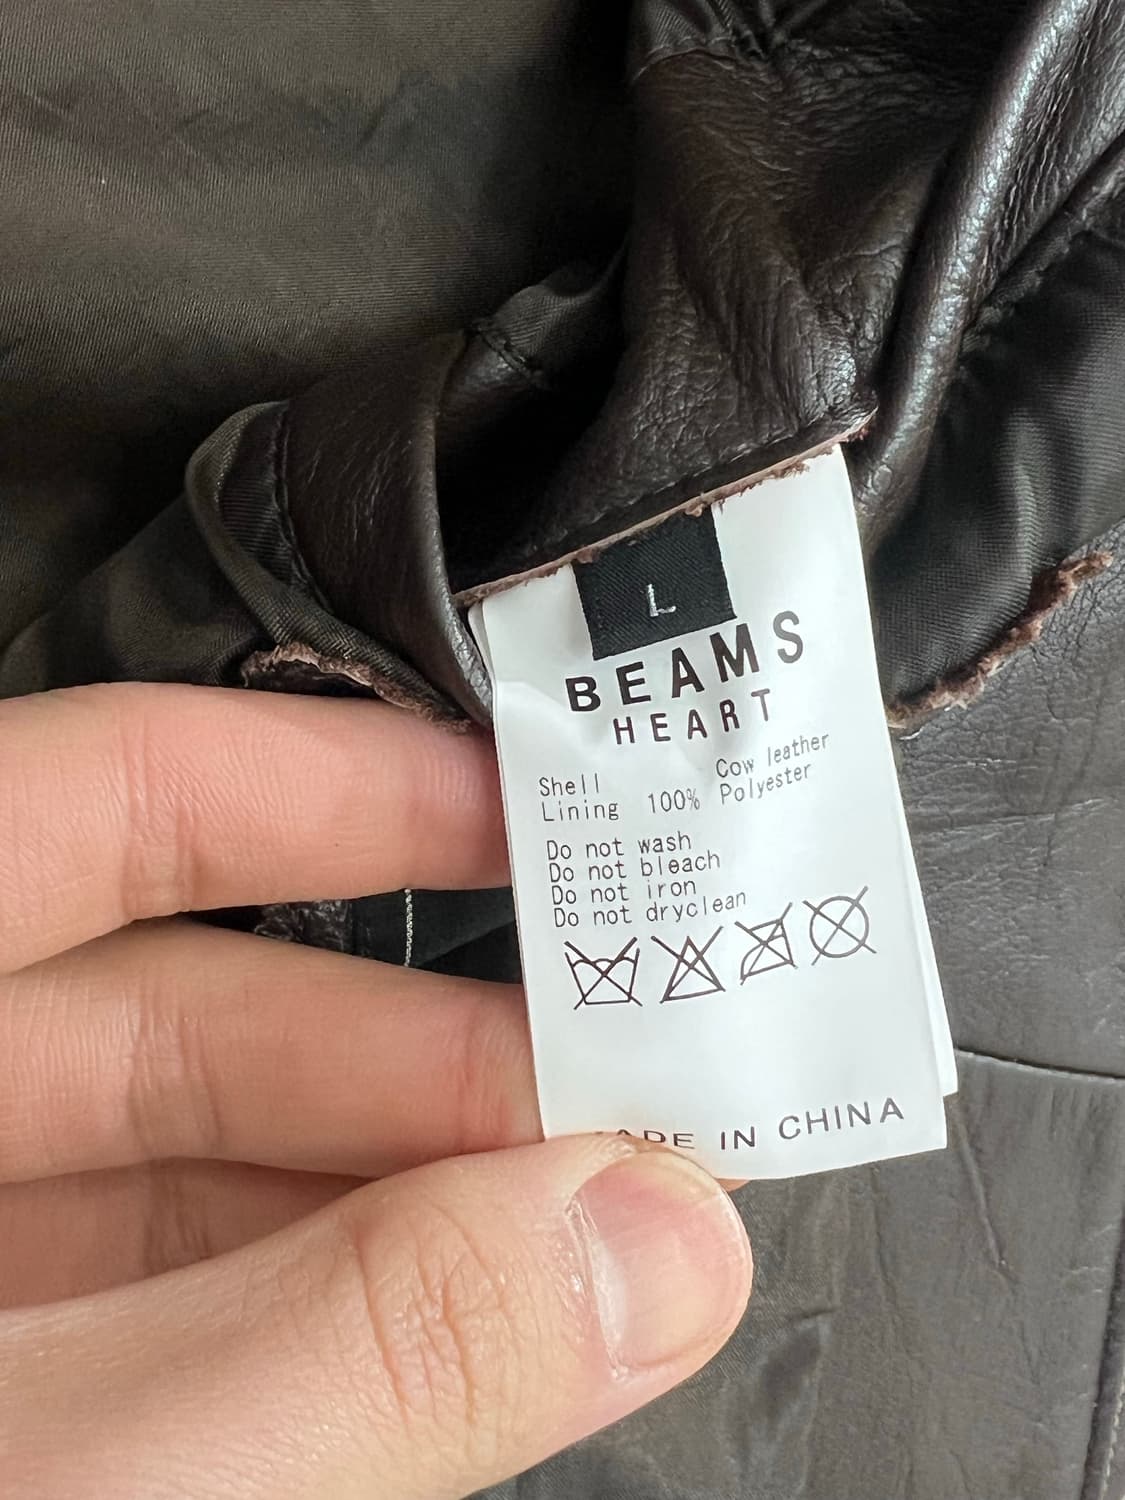 L
BEAMS
HEART
Shell Cow leather
Lining 100% Polyester
Do not wash
Do not bleach
Do not iron
Do not dryclean
MADE IN CHINA